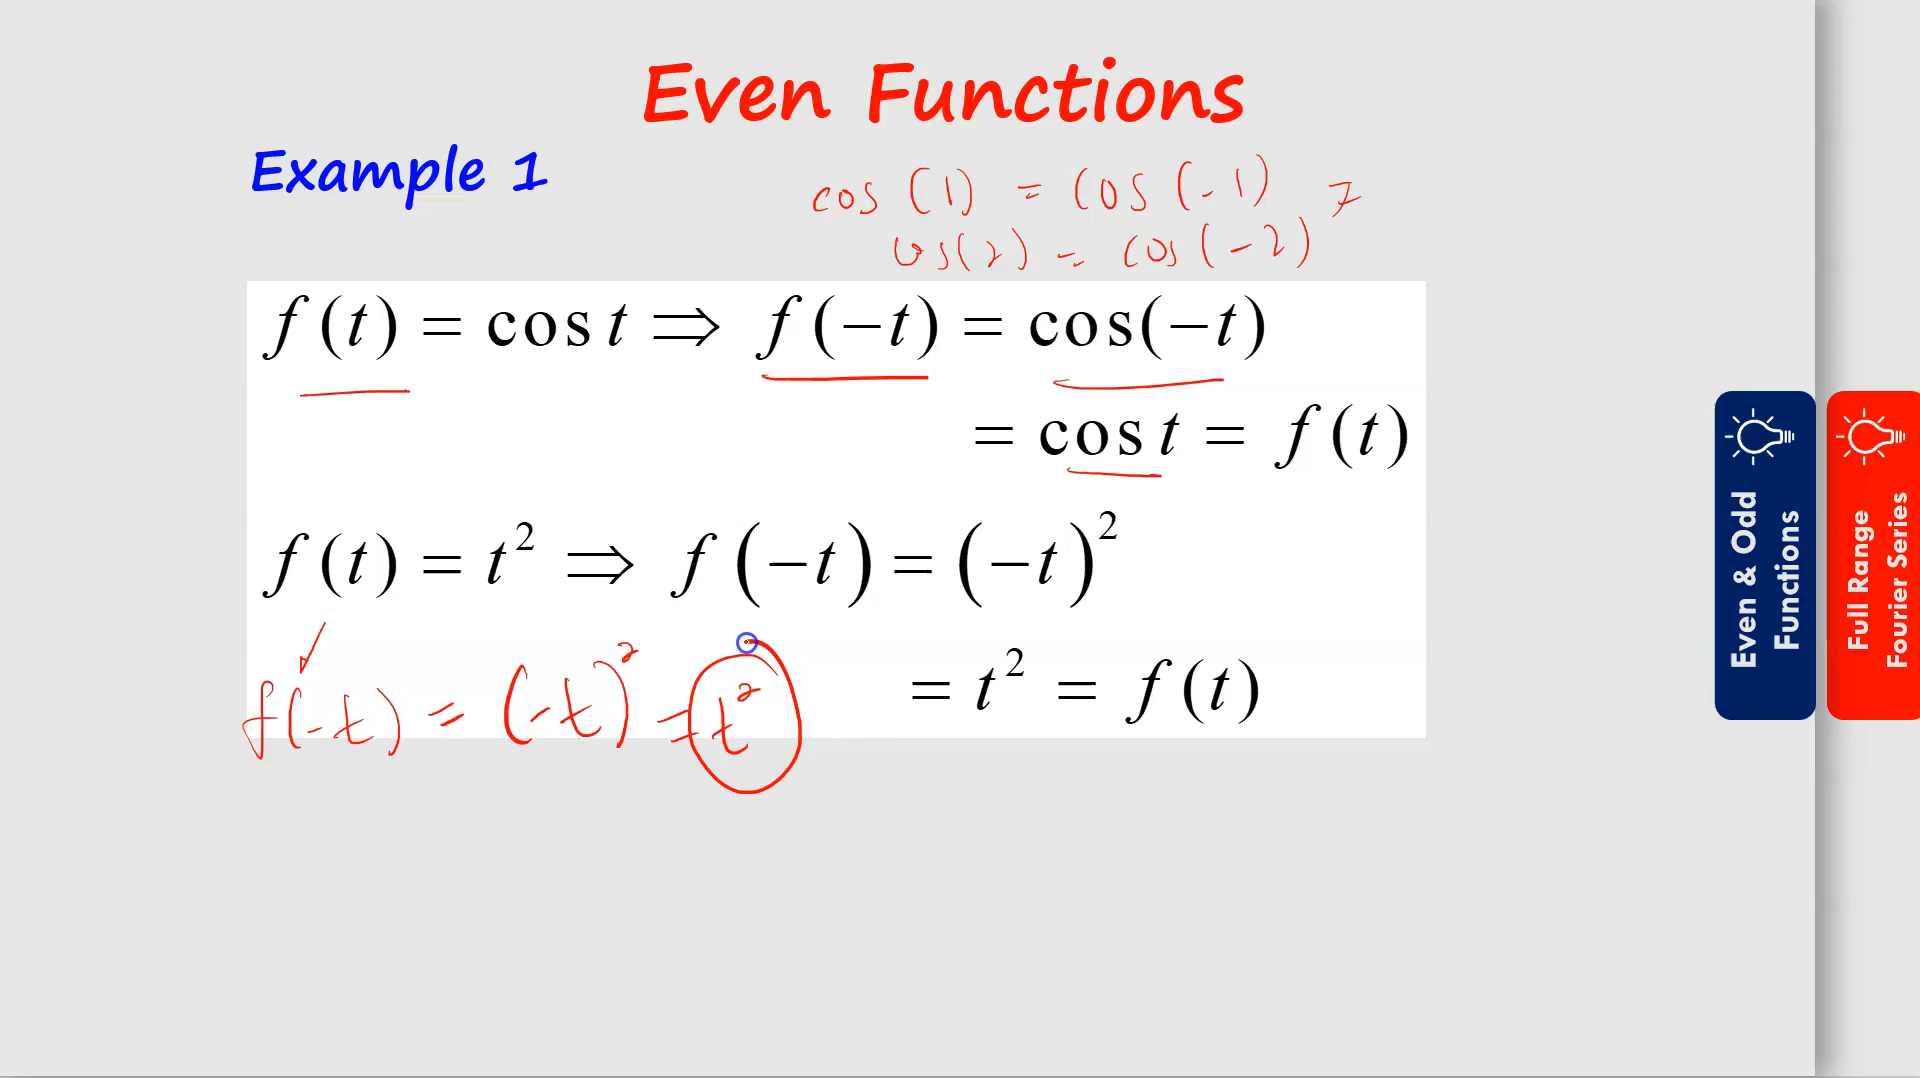 Even Functions
Example 1
cos (1) = cos (-1)
cos(2) = cos (-2)
f(t) = cos t ⇒ f(−t) = cos(−t)
= cos t = f(t)
f(t) = t² ⇒ f(−t) = (−t)²
= t² = f(t)
f(-t) = (-t)² = t²
Even & Odd
Functions
Full Range
Fourier Series